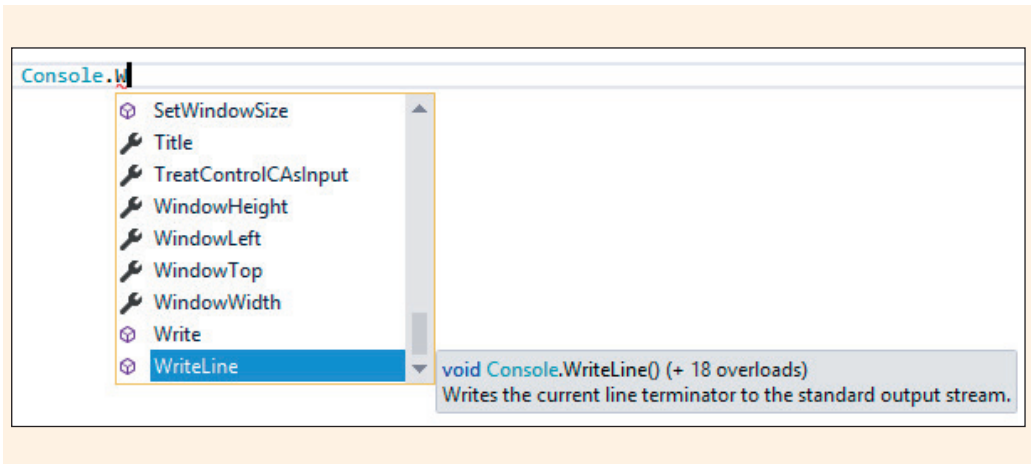 Console.W
SetWindowSize
Title
TreatControlCAsInput
WindowHeight
WindowLeft
WindowTop
WindowWidth
Write
WriteLine
void Console.WriteLine() (+ 18 overloads)
Writes the current line terminator to the standard output stream.